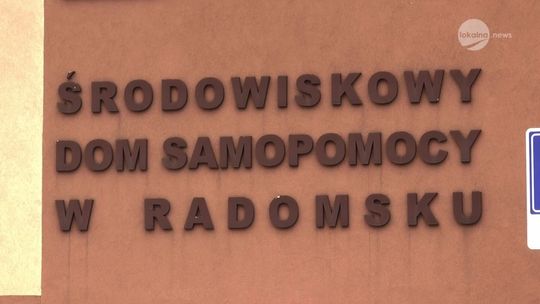 lokalna.news
ŚRODOWISKOWY
DOM SAMOPOMOCY
W RADOMSKU